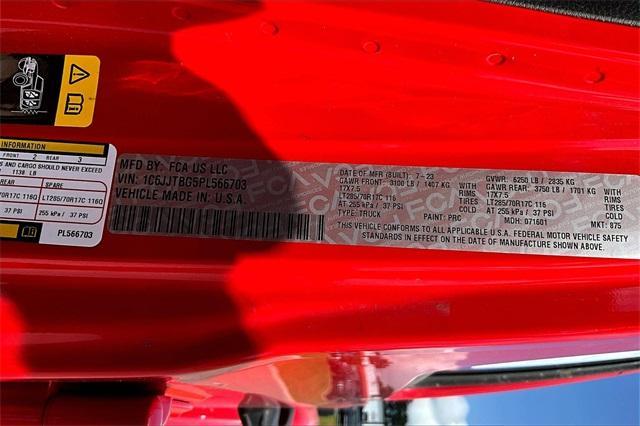 INFORMATION
FRONT 2 REAR 3
S AND CARGO SHOULD NEVER EXCEED
1138 LB
REAR SPARE
R17C 116Q LT285/70R17C 116Q
37 PSI 255 kPa / 37 PSI
PL566703
MFD BY: FCA US LLC
VIN: 1C6JJTBG5PL566703
VEHICLE MADE IN U.S.A.
DATE OF MFR (BUILT): 7-23
GAWR FRONT: 3100 LB / 1407 KG
17X7.5
LT285/70R17C 116
AT 255 kPa / 37 PSI
TYPE: TRUCK
WITH
RIMS
TIRES
COLD
PAINT: PRC
GVWR: 6250 LB / 2835 KG
GAWR REAR: 3750 LB / 1701 KG
17X7.5
LT285/70R17C 116
AT 255 kPa / 37 PSI
MDH: 071601
WITH
RIMS
TIRES
COLD
MKT: 875
THIS VEHICLE CONFORMS TO ALL APPLICABLE U.S.A. FEDERAL MOTOR VEHICLE SAFETY
STANDARDS IN EFFECT ON THE DATE OF MANUFACTURE SHOWN ABOVE.